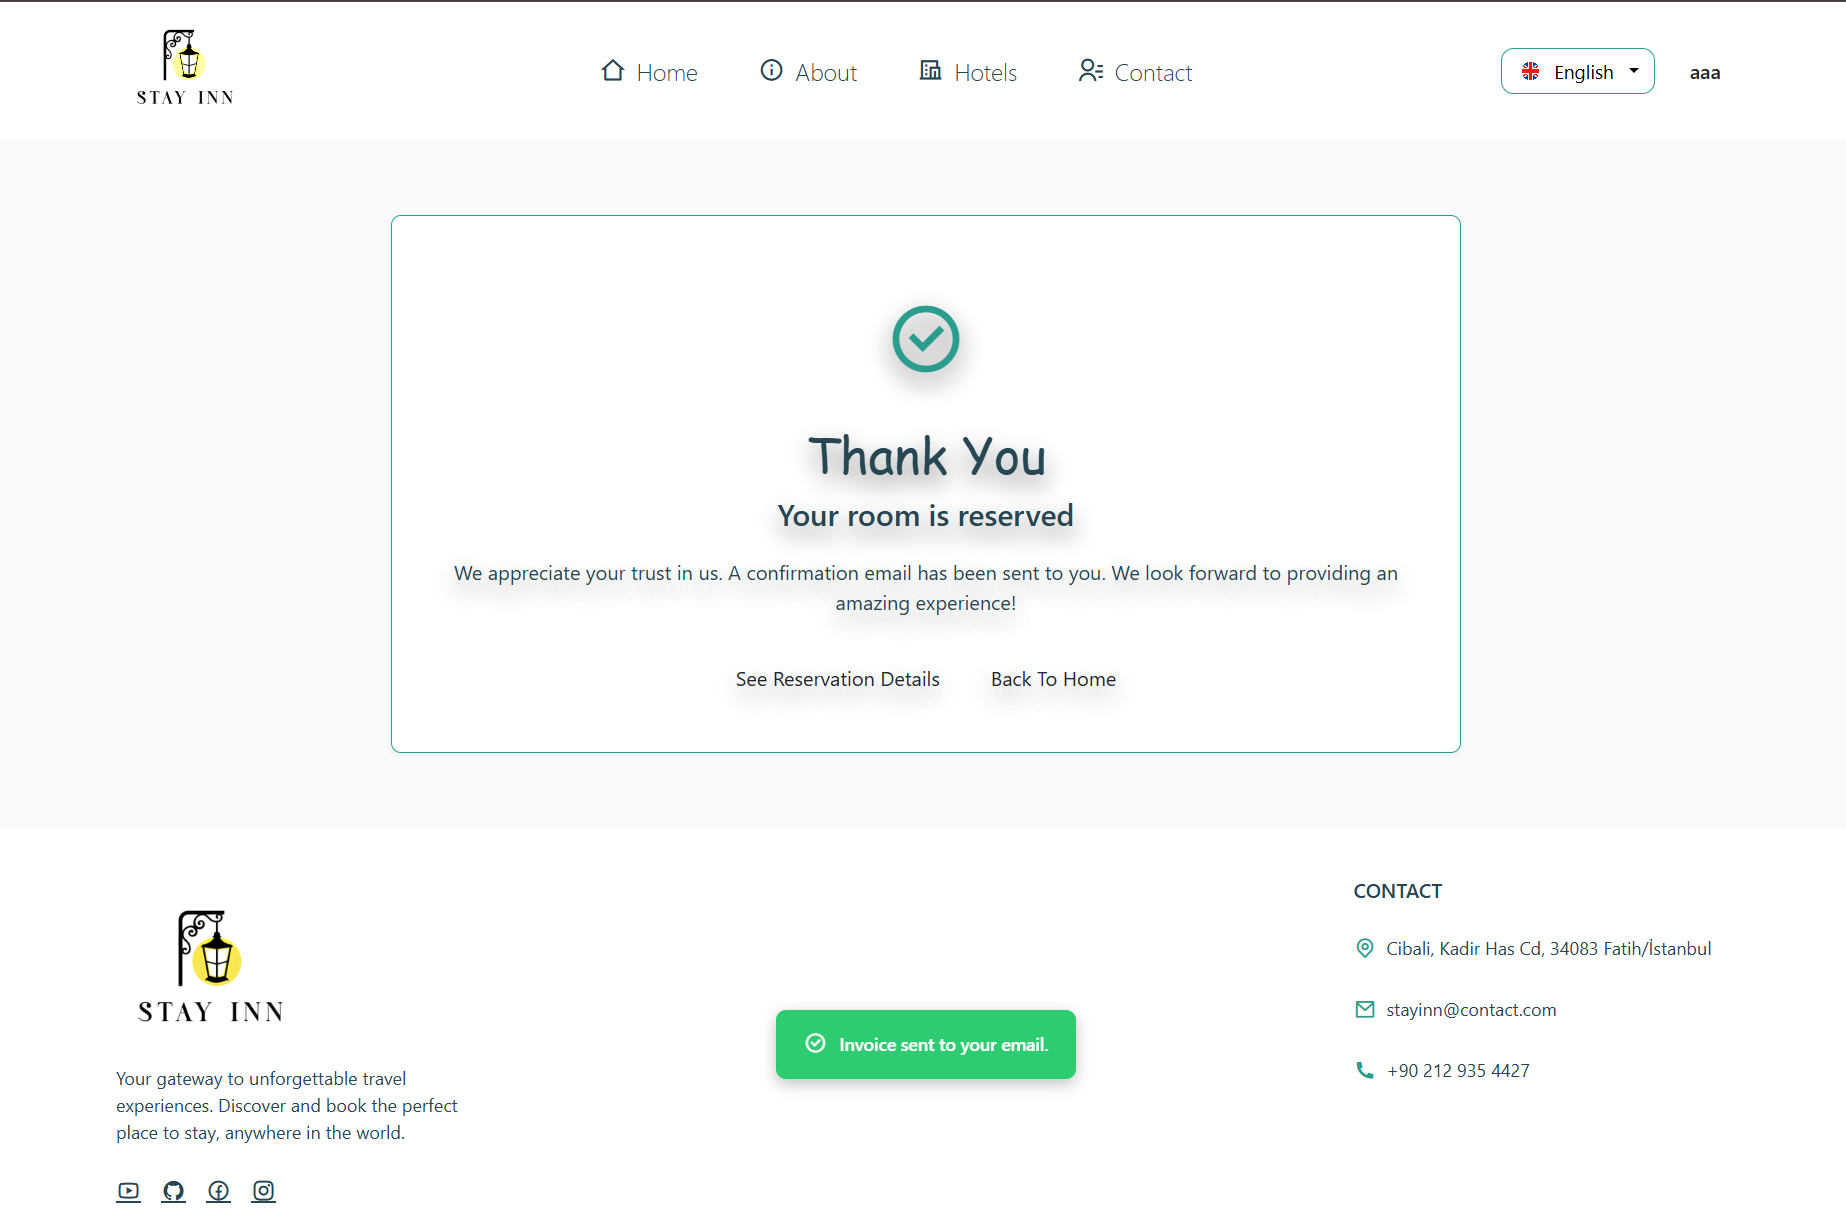 STAY INN
Home
About
Hotels
Contact
English
aaa
Thank You
Your room is reserved
We appreciate your trust in us. A confirmation email has been sent to you. We look forward to providing an
amazing experience!
See Reservation Details
Back To Home
STAY INN
Your gateway to unforgettable travel
experiences. Discover and book the perfect
place to stay, anywhere in the world.
Invoice sent to your email.
CONTACT
Cibali, Kadir Has Cd, 34083 Fatih/İstanbul
stayinn@contact.com
+90 212 935 4427